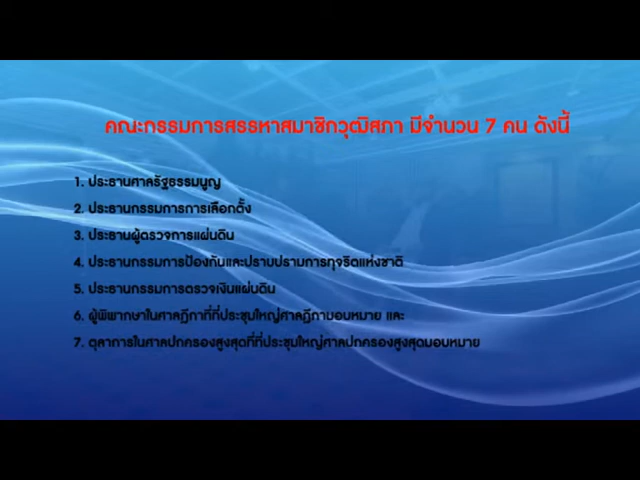 คณะกรรมการสรรหาสมาชิกวุฒิสภา มีจำนวน 7 คน ดังนี้
1. ประธานศาลรัฐธรรมนูญ
2. ประธานกรรมการการเลือกตั้ง
3. ประธานผู้ตรวจการแผ่นดิน
4. ประธานกรรมการป้องกันและปราบปรามการทุจริตแห่งชาติ
5. ประธานกรรมการตรวจเงินแผ่นดิน
6. ผู้พิพากษาในศาลฎีกาที่ที่ประชุมใหญ่ศาลฎีกามอบหมาย และ
7. ตุลาการในศาลปกครองสูงสุดที่ที่ประชุมใหญ่ศาลปกครองสูงสุดมอบหมาย